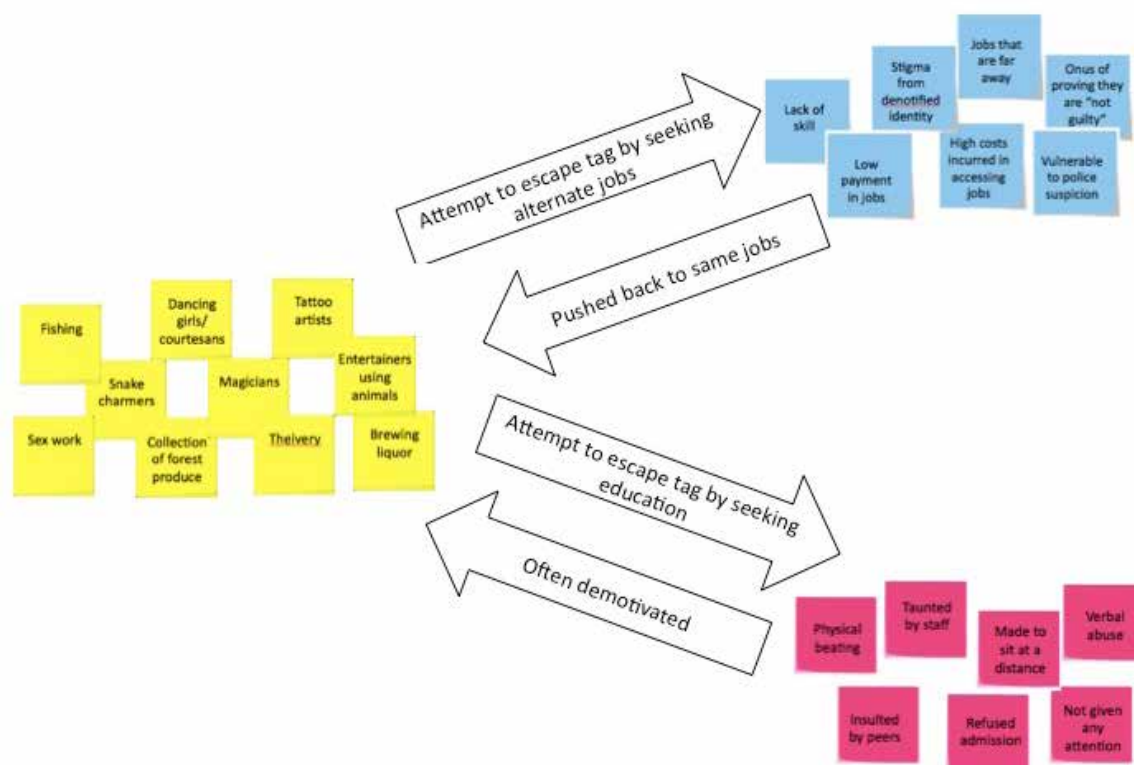 Jobs that
are far
away
Stigma
from
denotified
identity
Onus of
proving they
are "not
guilty"
Lack of
skill
Low
payment
in jobs
High costs
incurred in
accessing
jobs
Vulnerable
to police
suspicion
Attempt to escape tag by seeking
alternate jobs
Pushed back to same jobs
Fishing
Dancing
girls/
courtesans
Tattoo
artists
Snake
charmers
Magicians
Entertainers
using
animals
Sex work
Collection
of forest
produce
Theivery
Brewing
liquor
Attempt to escape tag by seeking
education
Often demotivated
Physical
beating
Taunted
by staff
Made to
sit at a
distance
Verbal
abuse
Insulted
by peers
Refused
admission
Not given
any
attention